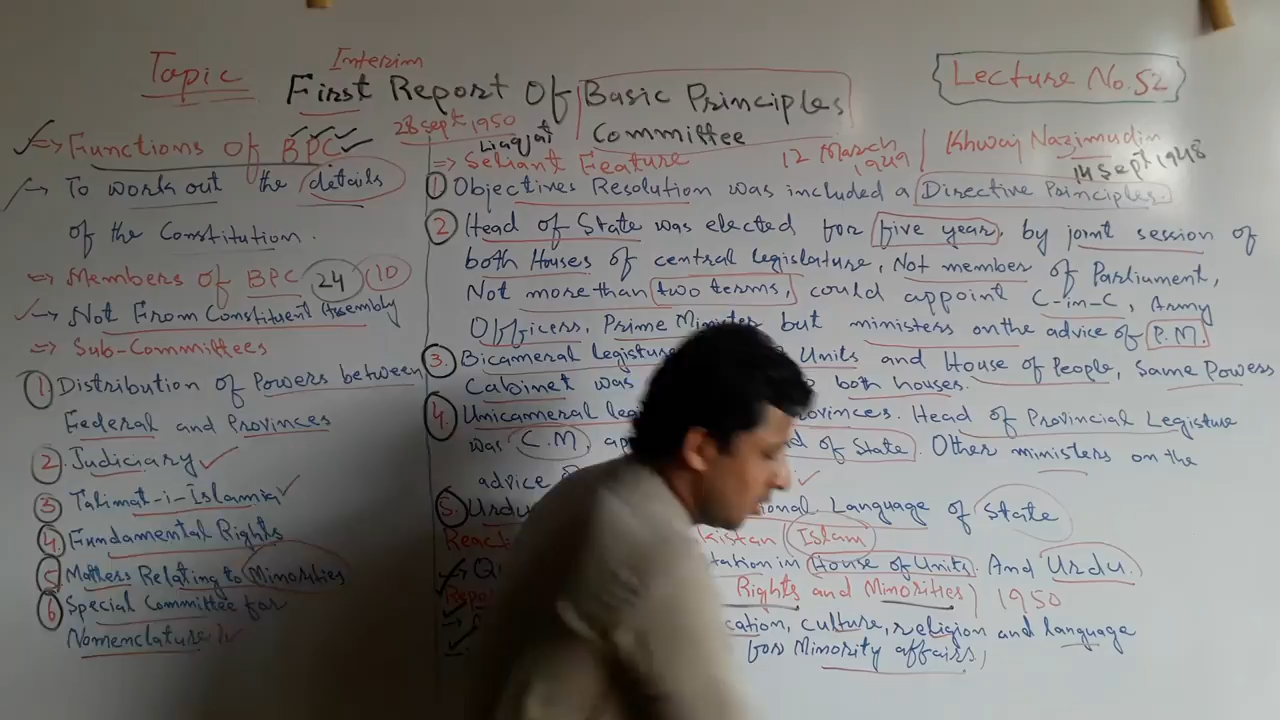 Topic
Interim
First Report Of Basic Principles
Committee
Lecture No.52
28 sept 1950
Liaqat
12 March
1949
Khwaj Nazimudin
14 sept 1948
=> Functions Of BPC
-> To work out the details
of the Constitution.
=> Members of BPC 24 (10)
-> Not From Constituent Assembly
=> Sub-Committees
1 Distribution of Powers between
Federal and Provinces
2. Judiciary
3 Talimat-i-Islamia
4. Fundamental Rights
5 Matters Relating to Minorities
6 Special Committee for
Nomenclature
=> Seliant Feature
1 Objectives Resolution was included a Directive Principles.
2 Head of State was elected for five year, by joint session of
both Houses of central legislature, Not member of Parliument,
Not more than two terms, could appoint C-in-C, Army
Officers, Prime Minister but ministers on the advice of P.M.
3. Bicameral legisture Units and House of People, Same Powers
Cabinet was both houses.
4. Unicameral Provinces. Head of Provincial Legisture
was C.M of State. Other ministers on the
advice
5. Urdu Language of State
Islam
in House of Units. And Urdu.
Rights and Minorities) 1950
culture, religion and language
for Minority affairs,